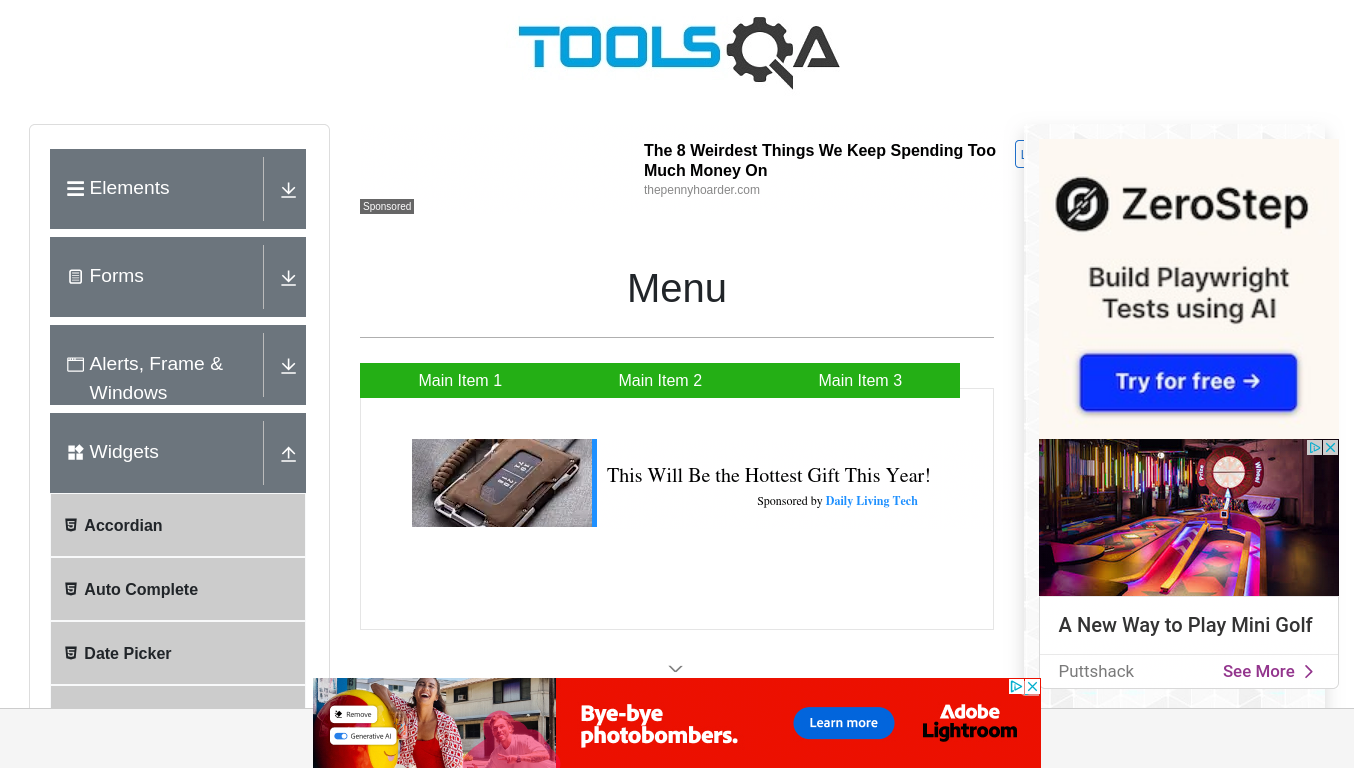 TOOLSQA
Elements
Forms
Alerts, Frame &
Windows
Widgets
Accordian
Auto Complete
Date Picker
The 8 Weirdest Things We Keep Spending Too
Much Money On
thepennyhoarder.com
Sponsored
Menu
Main Item 1
Main Item 2
Main Item 3
This Will Be the Hottest Gift This Year!
Sponsored by Daily Living Tech
ZeroStep
Build Playwright
Tests using AI
Try for free →
A New Way to Play Mini Golf
Puttshack
See More
Remove
Generative AI
Bye-bye
photobombers.
Learn more
Adobe
Lightroom